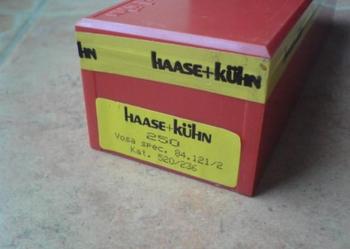 HAASE+KÜHN
HAASE+KÜHN
250
Vosa spec. 84.121/2
Kat. 520/236